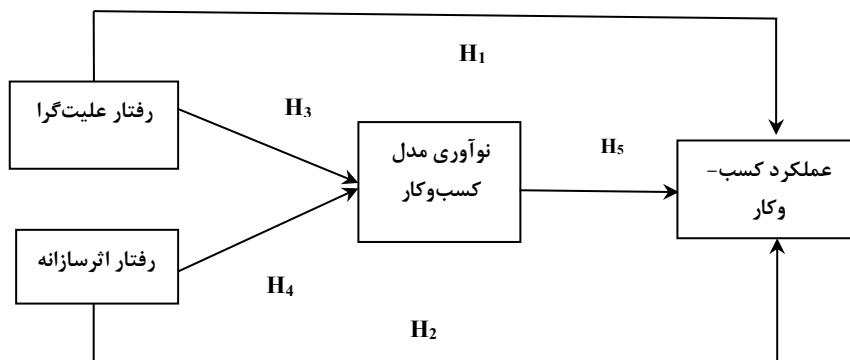 H1
رفتار علیت‌گرا
H3
نوآوری مدل
کسب‌وکار
H5
عملکرد کسب-
وکار
رفتار اثرسازانه
H4
H2